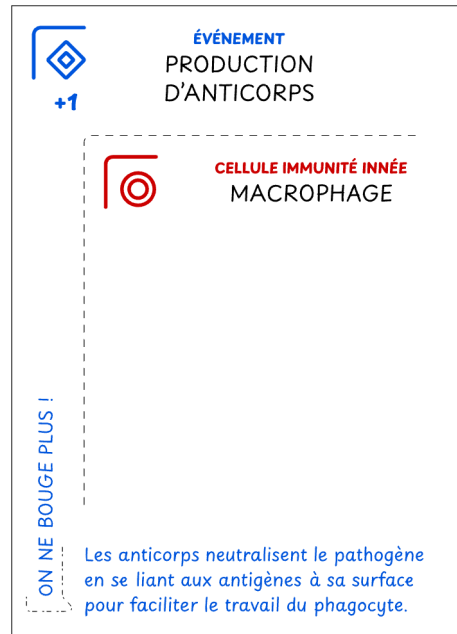 ÉVÉNEMENT
PRODUCTION
D'ANTICORPS
+1
CELLULE IMMUNITÉ INNÉE
MACROPHAGE
ON NE BOUGE PLUS !
Les anticorps neutralisent le pathogène
en se liant aux antigènes à sa surface
pour faciliter le travail du phagocyte.